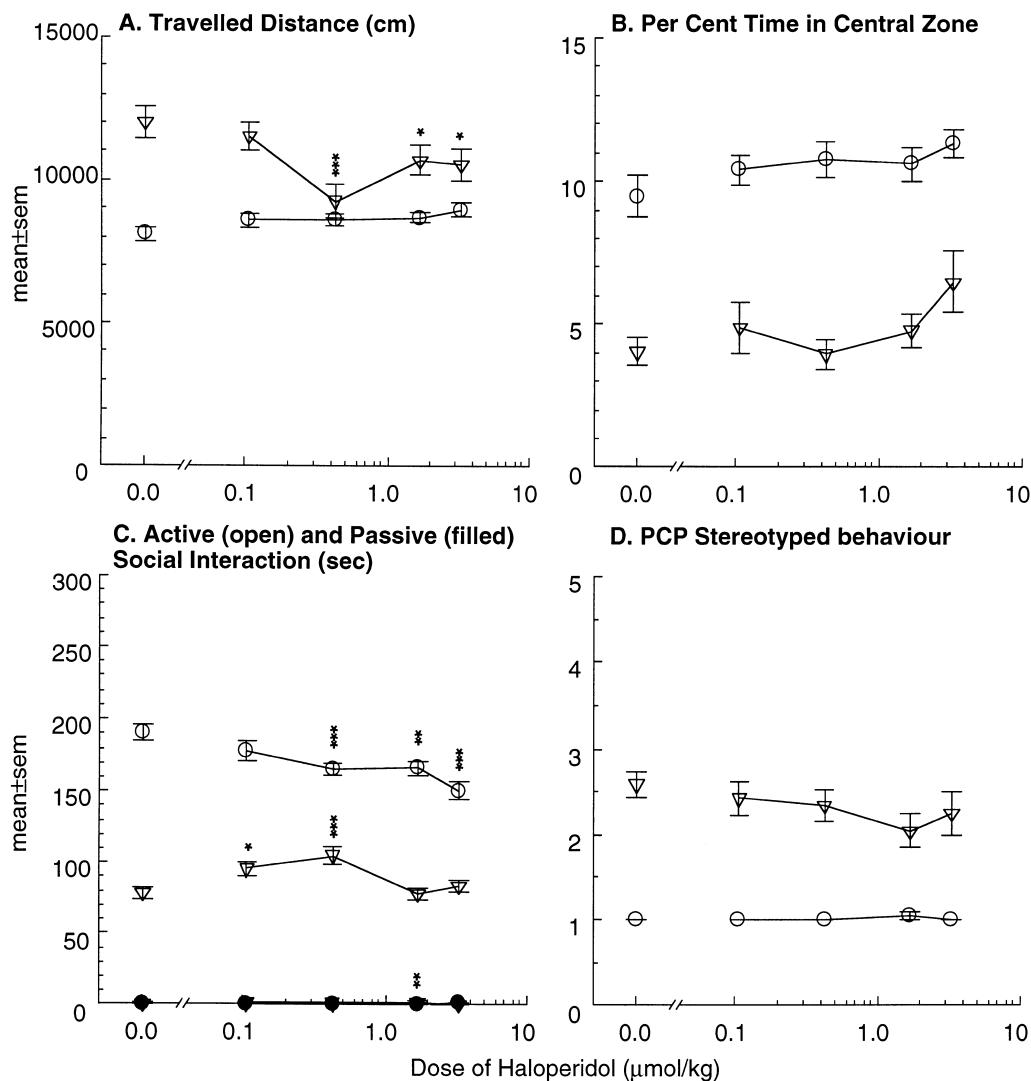 A. Travelled Distance (cm)
15000
10000
5000
0
mean±sem
0.0 0.1 1.0 10
*** * *
B. Per Cent Time in Central Zone
15
10
5
0
0.0 0.1 1.0 10
C. Active (open) and Passive (filled)
Social Interaction (sec)
300
250
200
150
100
50
0
mean±sem
*** ** ***
* ***
**
0.0 0.1 1.0 10
D. PCP Stereotyped behaviour
5
4
3
2
1
0
0.0 0.1 1.0 10
Dose of Haloperidol (μmol/kg)